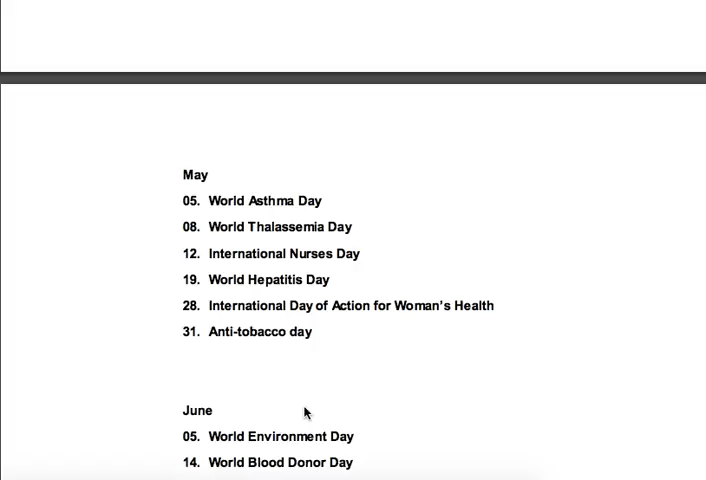 May
05. World Asthma Day
08. World Thalassemia Day
12. International Nurses Day
19. World Hepatitis Day
28. International Day of Action for Woman’s Health
31. Anti-tobacco day
June
05. World Environment Day
14. World Blood Donor Day